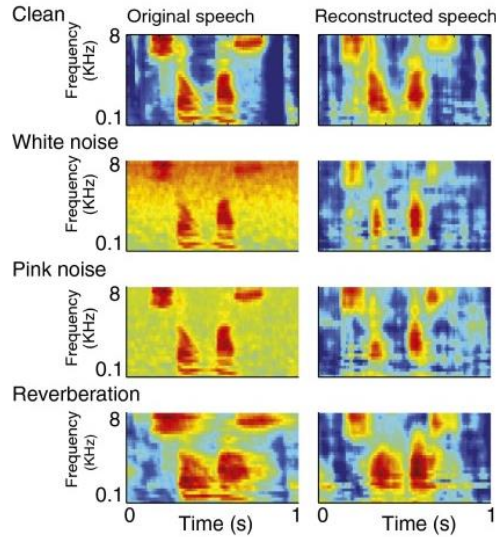 Original speech
Reconstructed speech
Clean
Frequency
(KHz)
8
0.1
White noise
Frequency
(KHz)
8
0.1
Pink noise
Frequency
(KHz)
8
0.1
Reverberation
Frequency
(KHz)
8
0.1
0 Time (s) 1
0 Time (s) 1